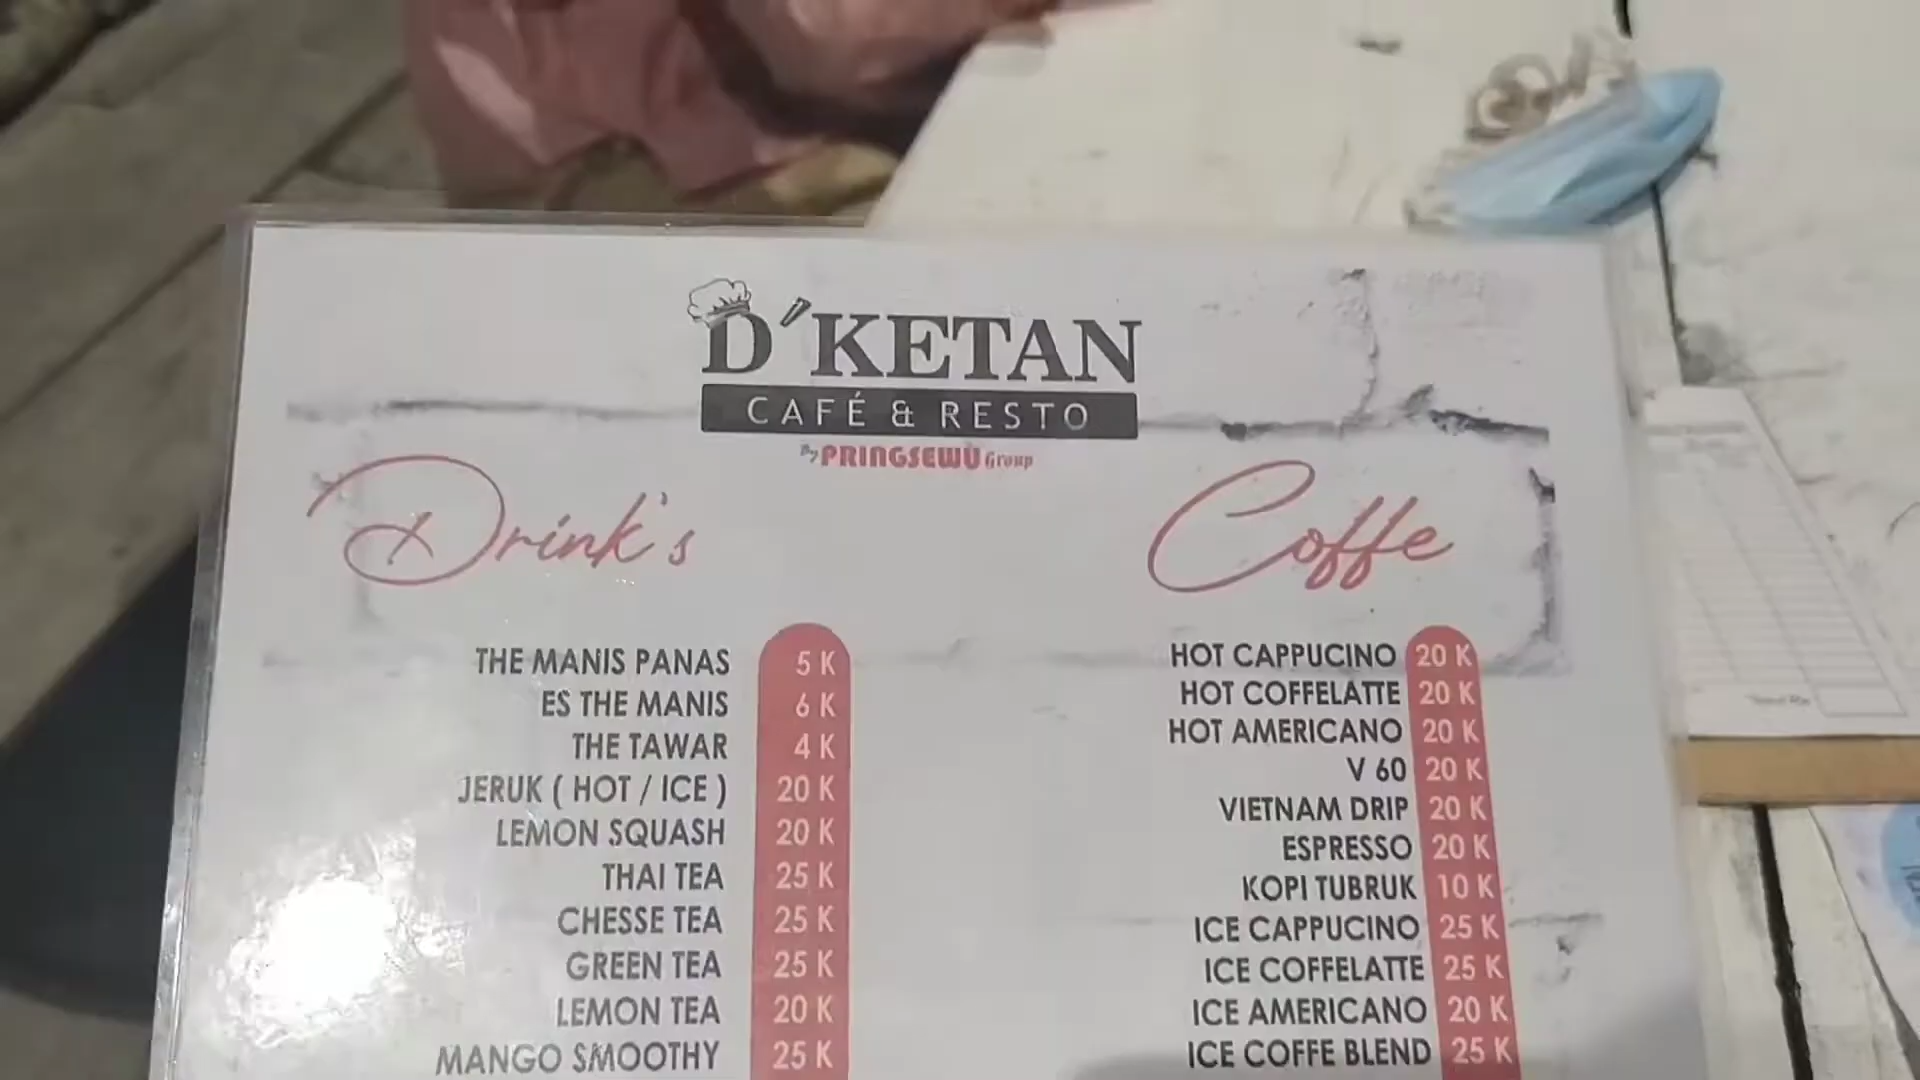 D'KETAN
CAFÉ & RESTO
By PRINGSEWU Group
Drink's
THE MANIS PANAS 5 K
ES THE MANIS 6 K
THE TAWAR 4 K
JERUK ( HOT / ICE ) 20 K
LEMON SQUASH 20 K
THAI TEA 25 K
CHESSE TEA 25 K
GREEN TEA 25 K
LEMON TEA 20 K
MANGO SMOOTHY 25 K
Coffe
HOT CAPPUCINO 20 K
HOT COFFELATTE 20 K
HOT AMERICANO 20 K
V 60 20 K
VIETNAM DRIP 20 K
ESPRESSO 20 K
KOPI TUBRUK 10 K
ICE CAPPUCINO 25 K
ICE COFFELATTE 25 K
ICE AMERICANO 20 K
ICE COFFE BLEND 25 K